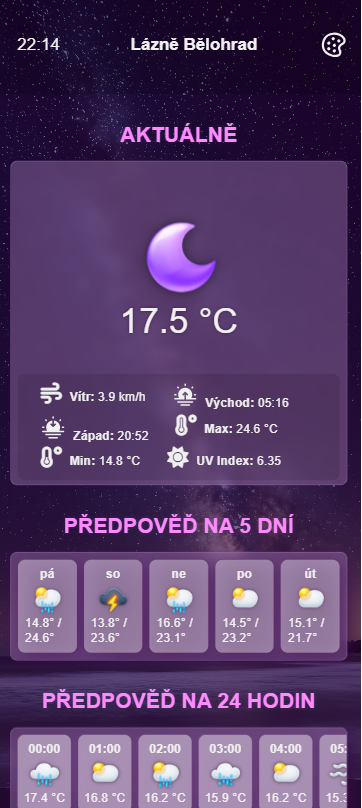 22:14 Lázně Bělohrad
AKTUÁLNĚ
17.5 °C
Vítr: 3.9 km/h
Východ: 05:16
Západ: 20:52
Max: 24.6 °C
Min: 14.8 °C
UV Index: 6.35
PŘEDPOVĚĎ NA 5 DNÍ
pá so ne po út
14.8° / 13.8° / 16.6° / 14.5° / 15.1° /
24.6° 23.6° 23.1° 23.2° 21.7°
PŘEDPOVĚĎ NA 24 HODIN
00:00 01:00 02:00 03:00 04:00 05:
17.4 °C 16.8 °C 16.2 °C 15.9 °C 16.2 °C 15.